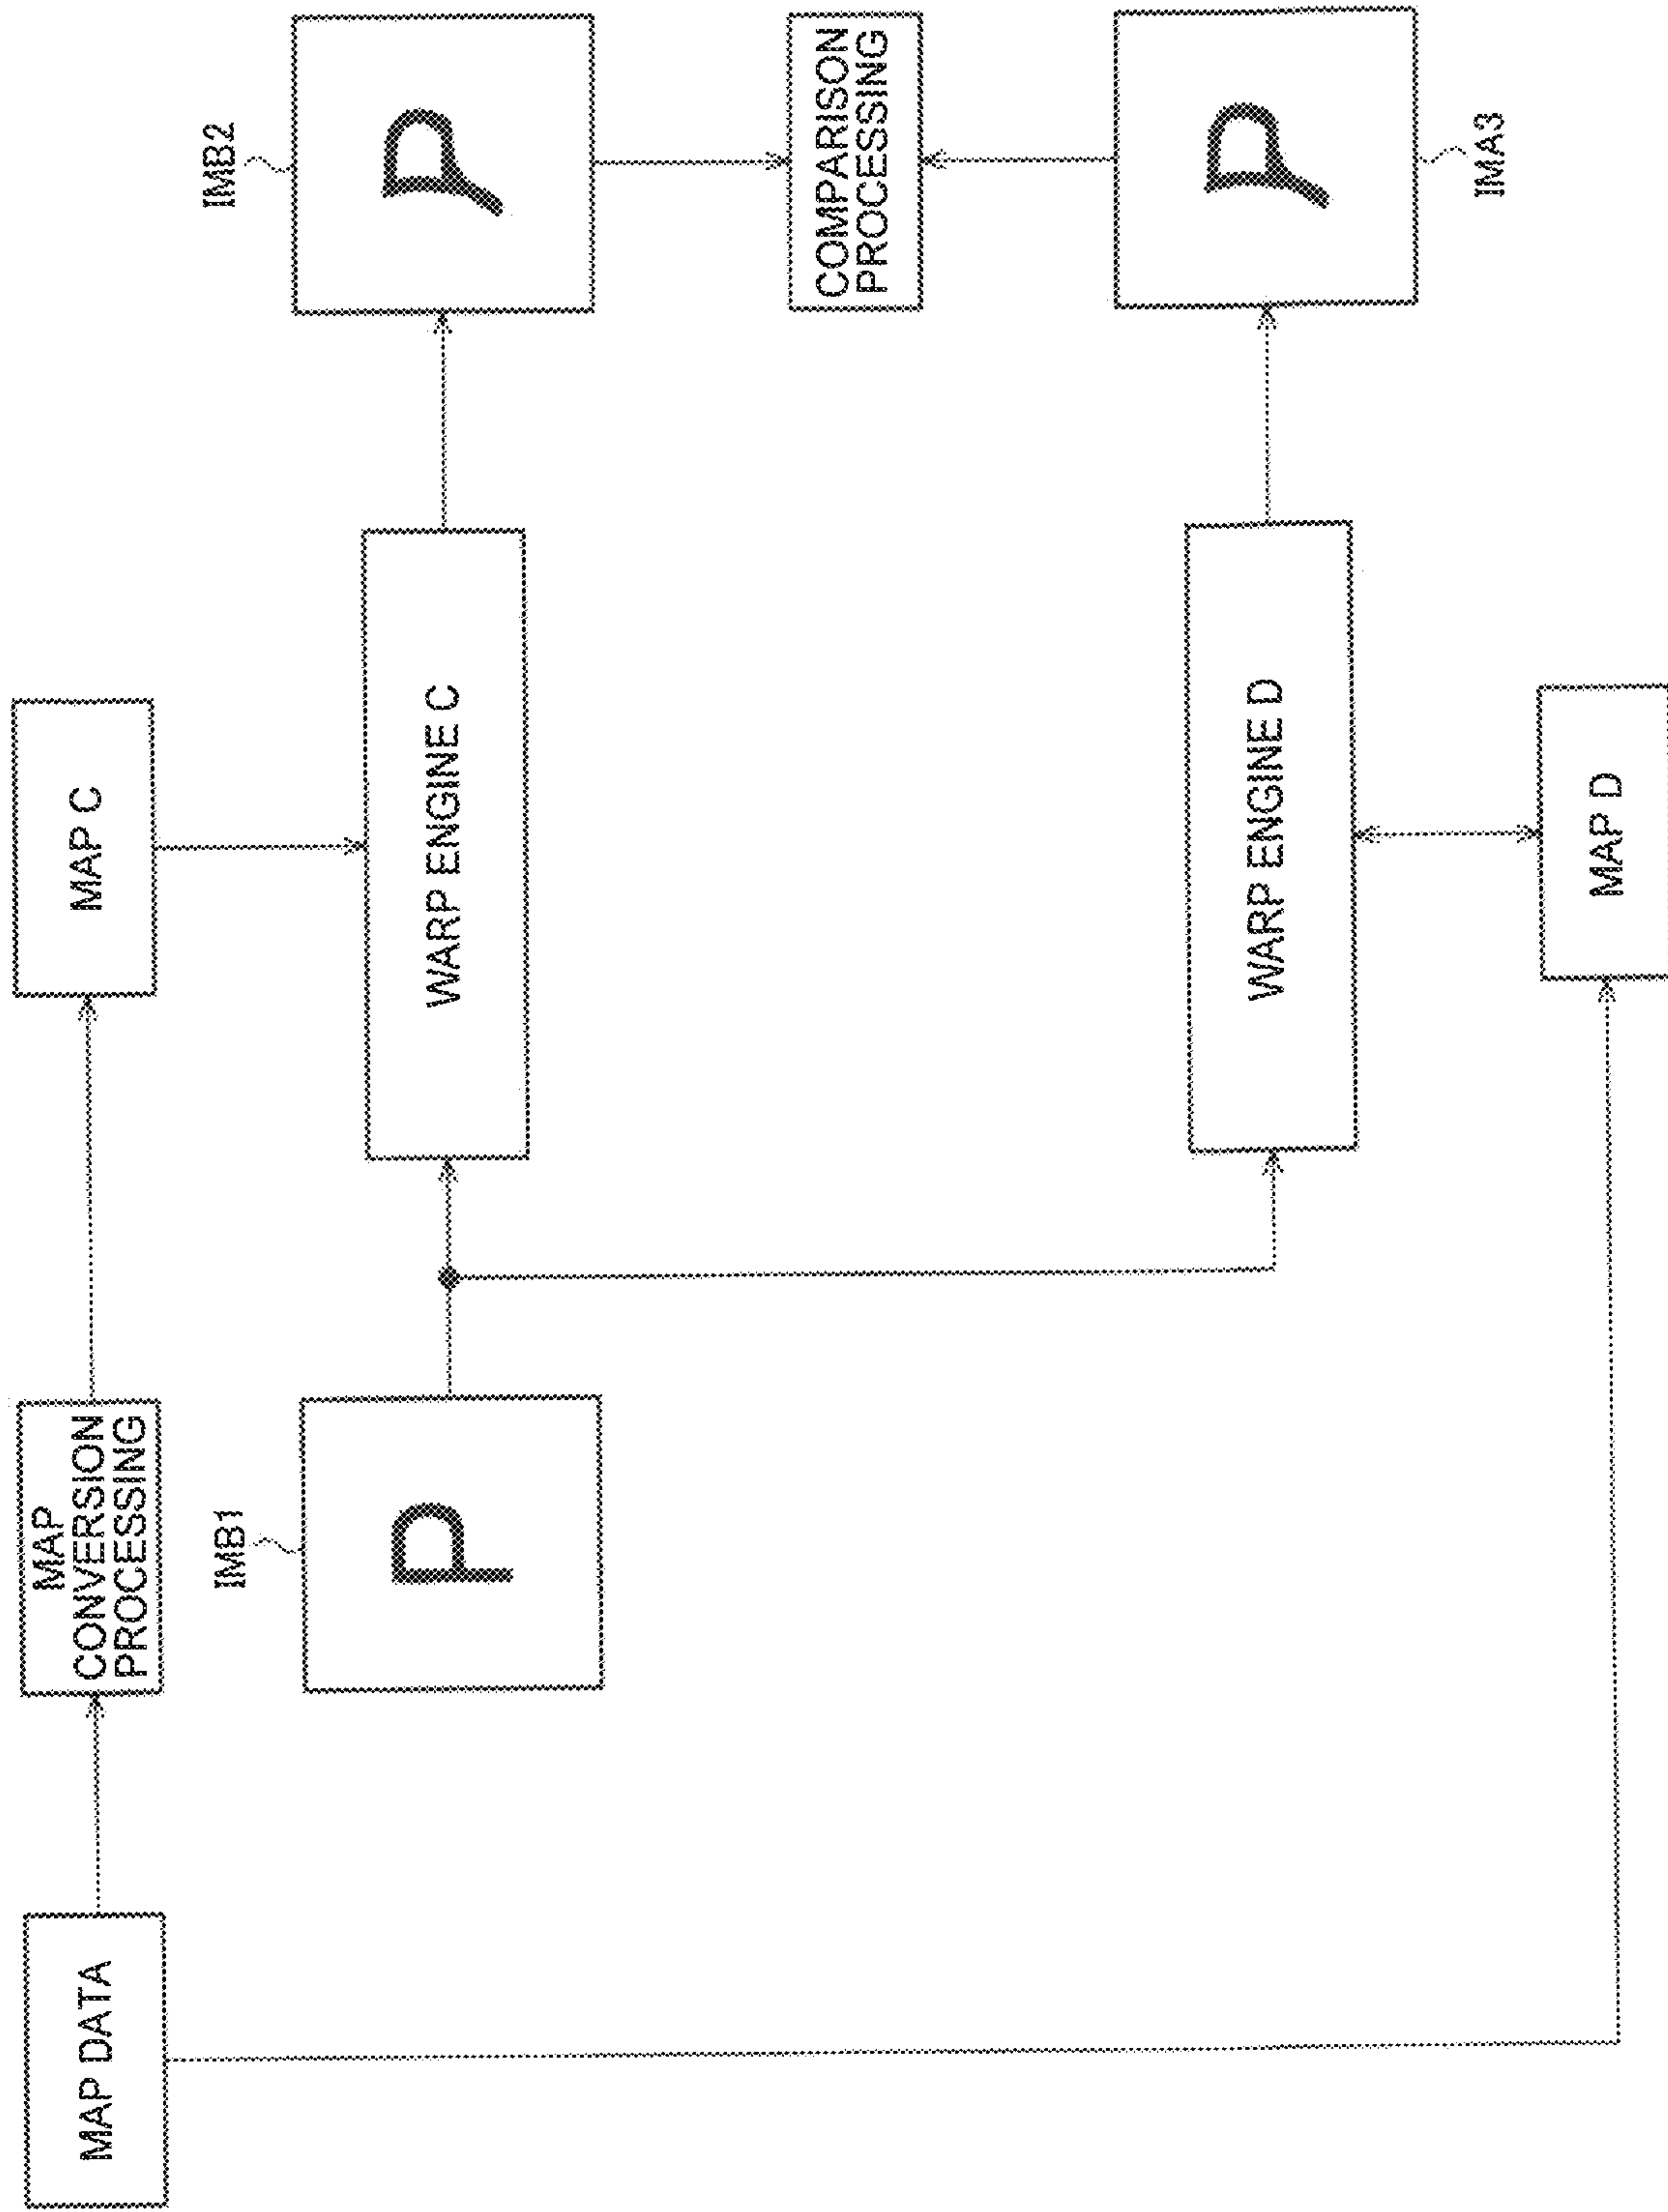 MAP DATA
MAP
CONVERSION
PROCESSING
MAP C
IMB1
P
WARP ENGINE C
IMB2
P
COMPARISON
PROCESSING
WARP ENGINE D
P
IMA3
MAP D